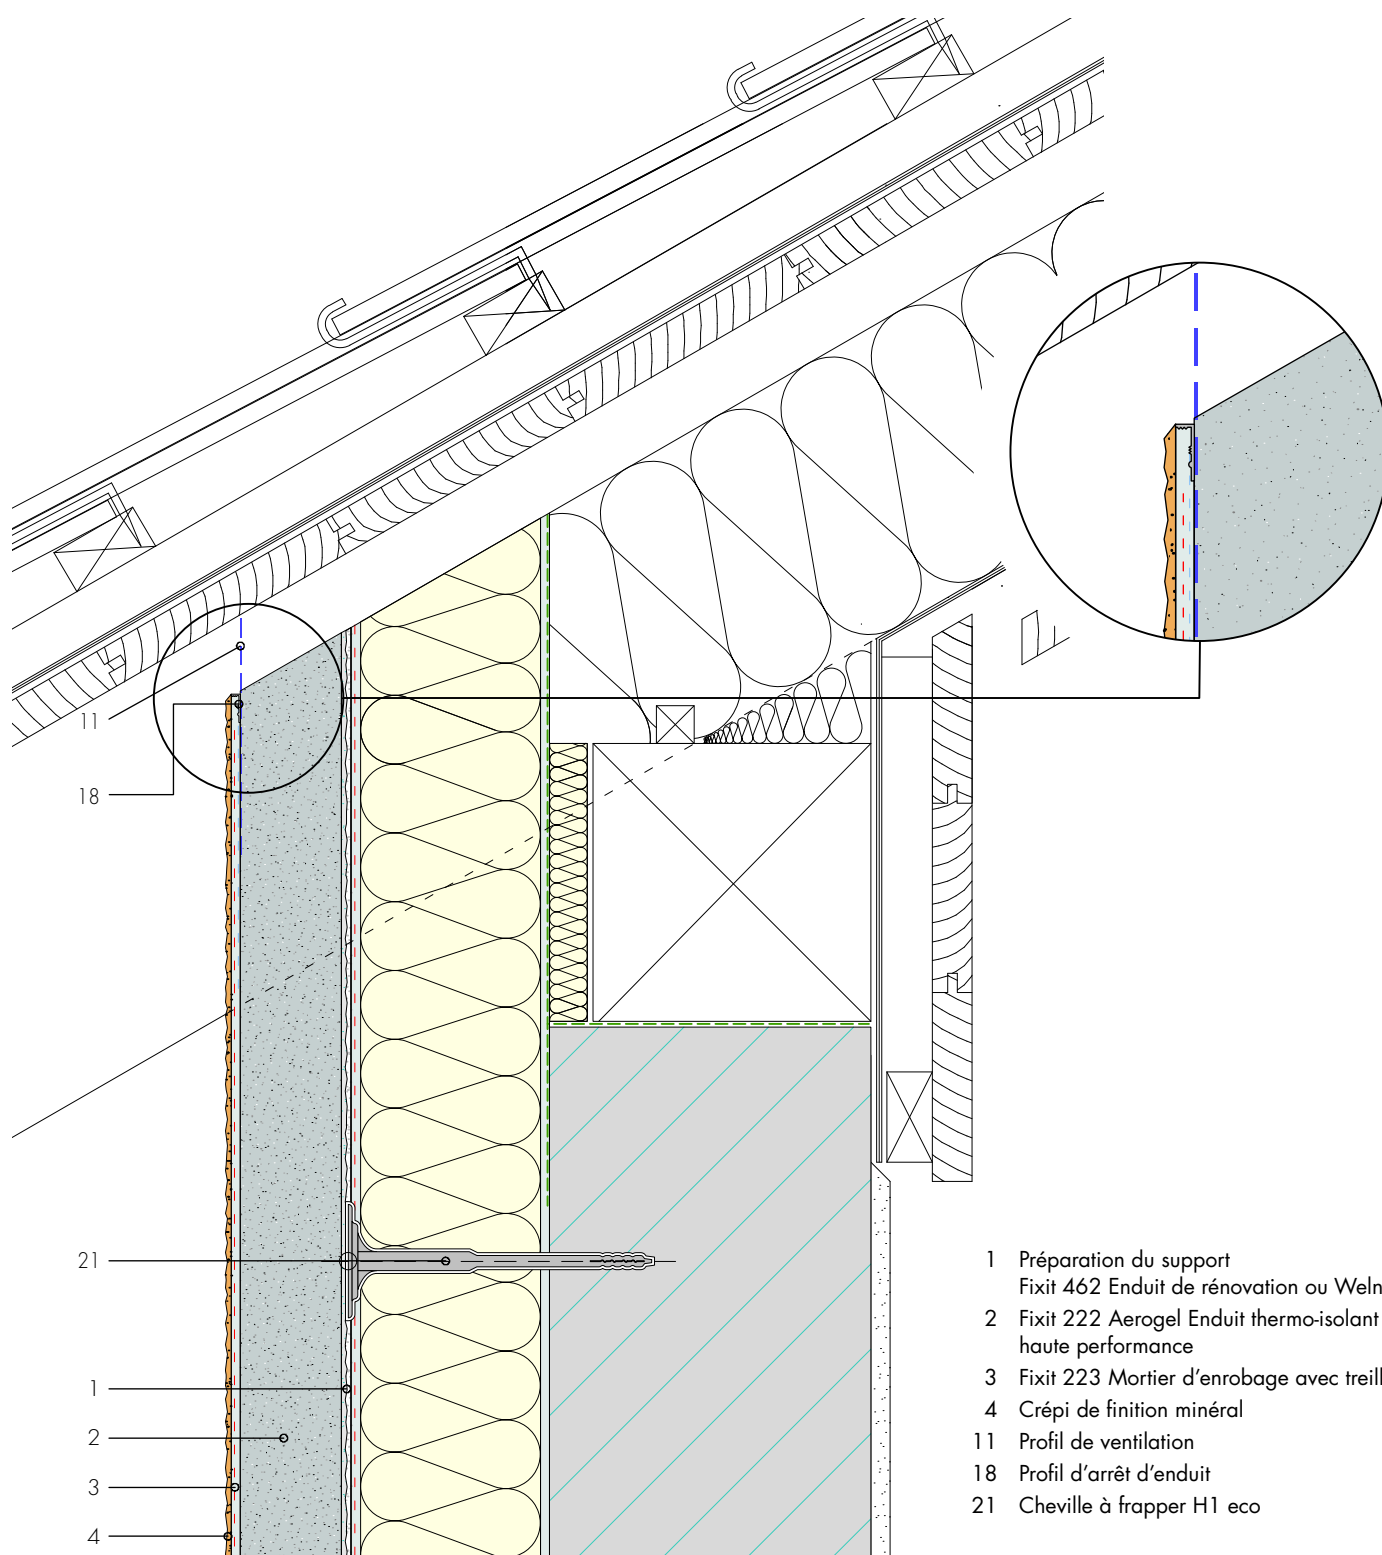 11
18
21
1
2
3
4
1 Préparation du support
Fixit 462 Enduit de rénovation ou
2 Fixit 222 Aerogel Enduit thermo-isolant
haute performance
3 Fixit 223 Mortier d’enrobage avec
4 Crépi de finition minéral
11 Profil de ventilation
18 Profil d’arrêt d’enduit
21 Cheville à frapper H1 eco